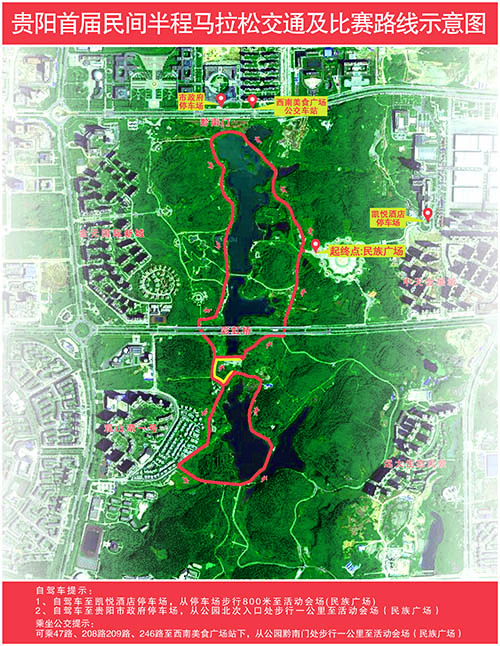 贵阳首届民间半程马拉松交通及比赛路线示意图
市政府
停车场
西南美食广场
公交车站
凯悦酒店
停车场
起终点:民族广场
自驾车提示：
1、自驾车至凯悦酒店停车场，从停车场步行800米至活动会场(民族广场)
2、自驾车至贵阳市政府停车场，从公园北次入口处步行一公里至活动会场（民族广场）
乘坐公交提示：
可乘47路、208路209路、246路至西南美食广场站下，从公园黔南门处步行一公里至活动会场（民族广场）